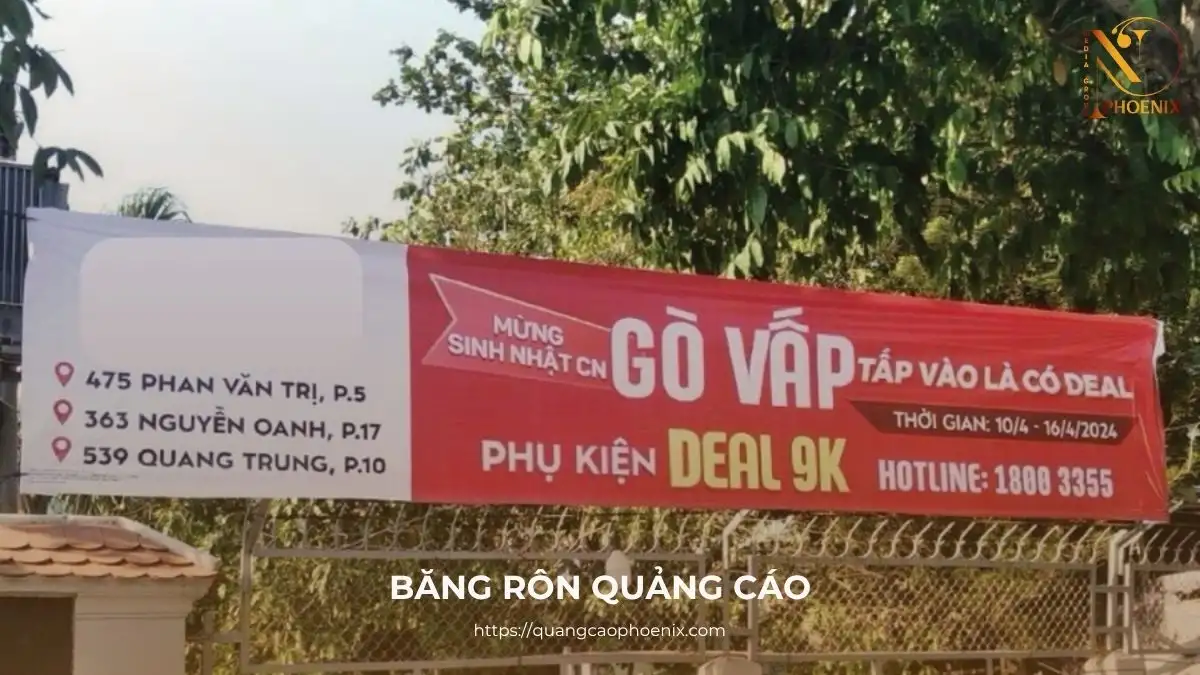 MEDIA GROUP
PHOENIX
475 PHAN VĂN TRỊ, P.5
363 NGUYỄN OANH, P.17
539 QUANG TRUNG, P.10
MỪNG
SINH NHẬT CN
GÒ VẤP
TẤP VÀO LÀ CÓ DEAL
THỜI GIAN: 10/4 - 16/4/2024
PHỤ KIỆN DEAL 9K
HOTLINE: 1800 3355
BĂNG RÔN QUẢNG CÁO
https://quangcaophoenix.com